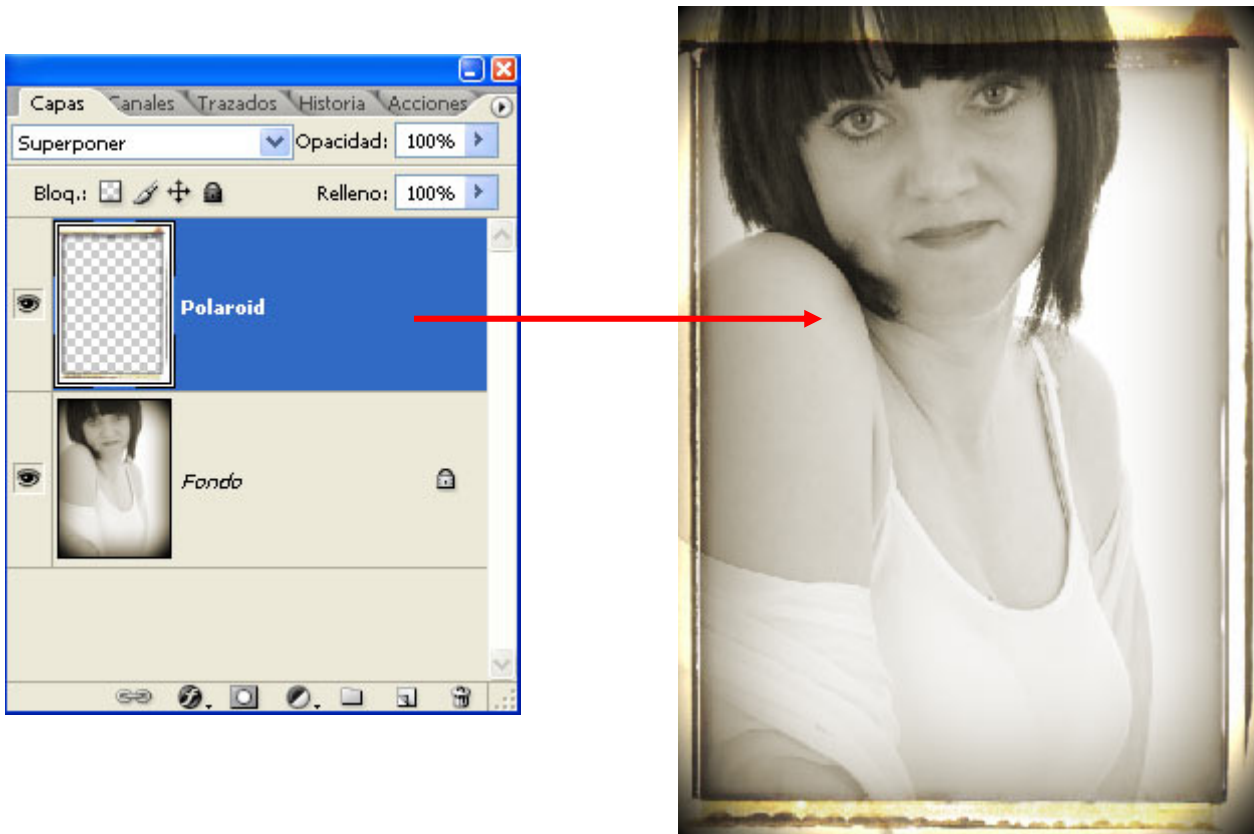 Capas Canales Trazados Historia Acciones
Superponer Opacidad: 100%
Bloq.: Relleno: 100%
Polaroid
Fondo